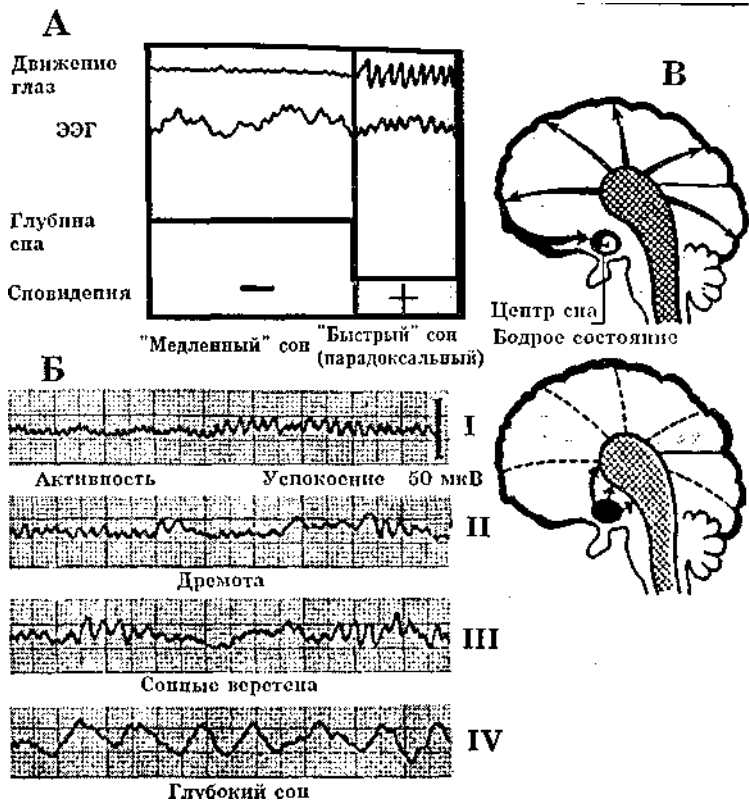 А
Движение
глаз
ЭЭГ
Глубина
сна
Сновидения
"Медленный" сон
"Быстрый" сон
(парадоксальный)
Б
I
Активность
Успокоение
50 мкВ
II
Дремота
III
Сонные веретена
IV
Глубокий сон
В
Центр сна
Бодрое состояние